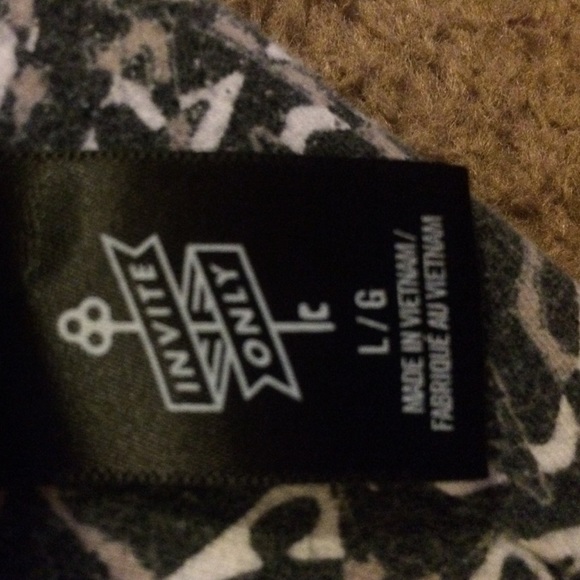 INVITE
ONLY
L / G
MADE IN VIETNAM /
FABRIQUÉ AU VIETNAM